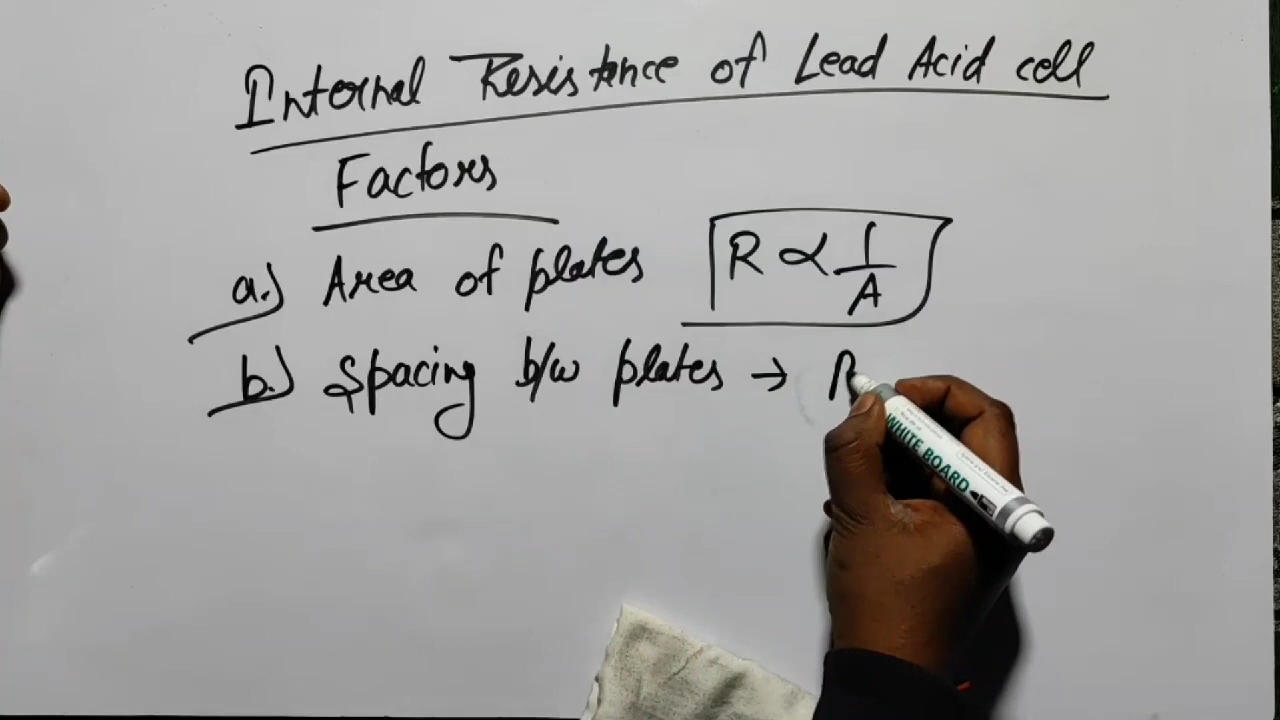 Internal Resistance of Lead Acid cell
Factors
a.) Area of plates R ∝ 1/A
b.) Spacing b/w plates → R
WHITE BOARD